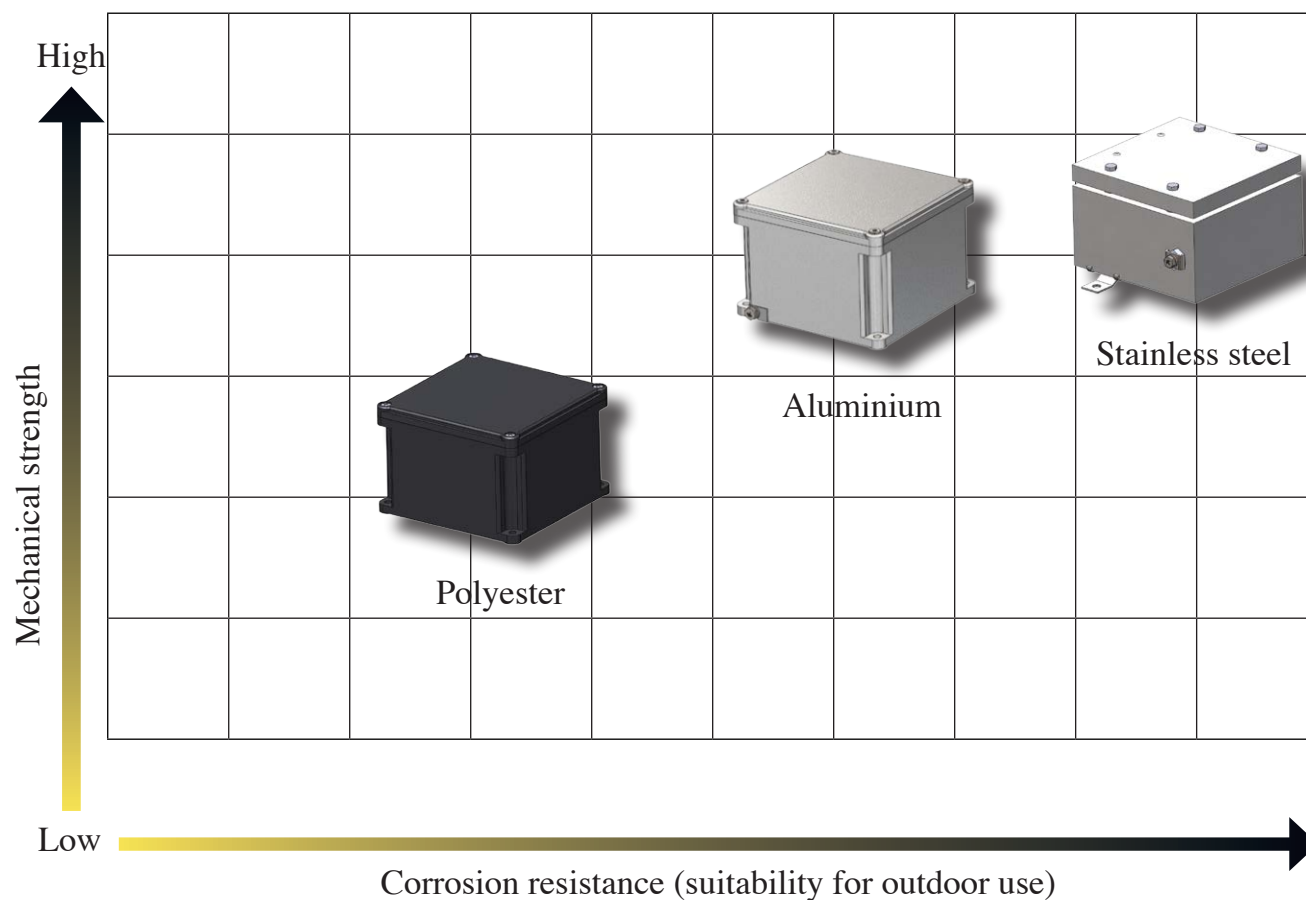 High
Mechanical strength
Stainless steel
Aluminium
Polyester
Low
Corrosion resistance (suitability for outdoor use)